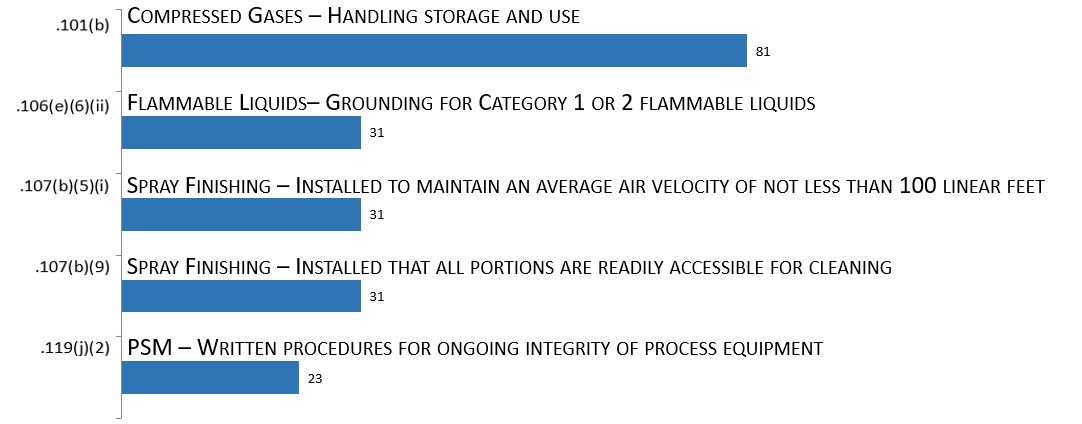 .101(b) Compressed Gases – Handling storage and use
81
.106(e)(6)(ii) Flammable Liquids– Grounding for Category 1 or 2 flammable liquids
31
.107(b)(5)(i) Spray Finishing – Installed to maintain an average air velocity of not less than 100 linear feet
31
.107(b)(9) Spray Finishing – Installed that all portions are readily accessible for cleaning
31
.119(j)(2) PSM – Written procedures for ongoing integrity of process equipment
23